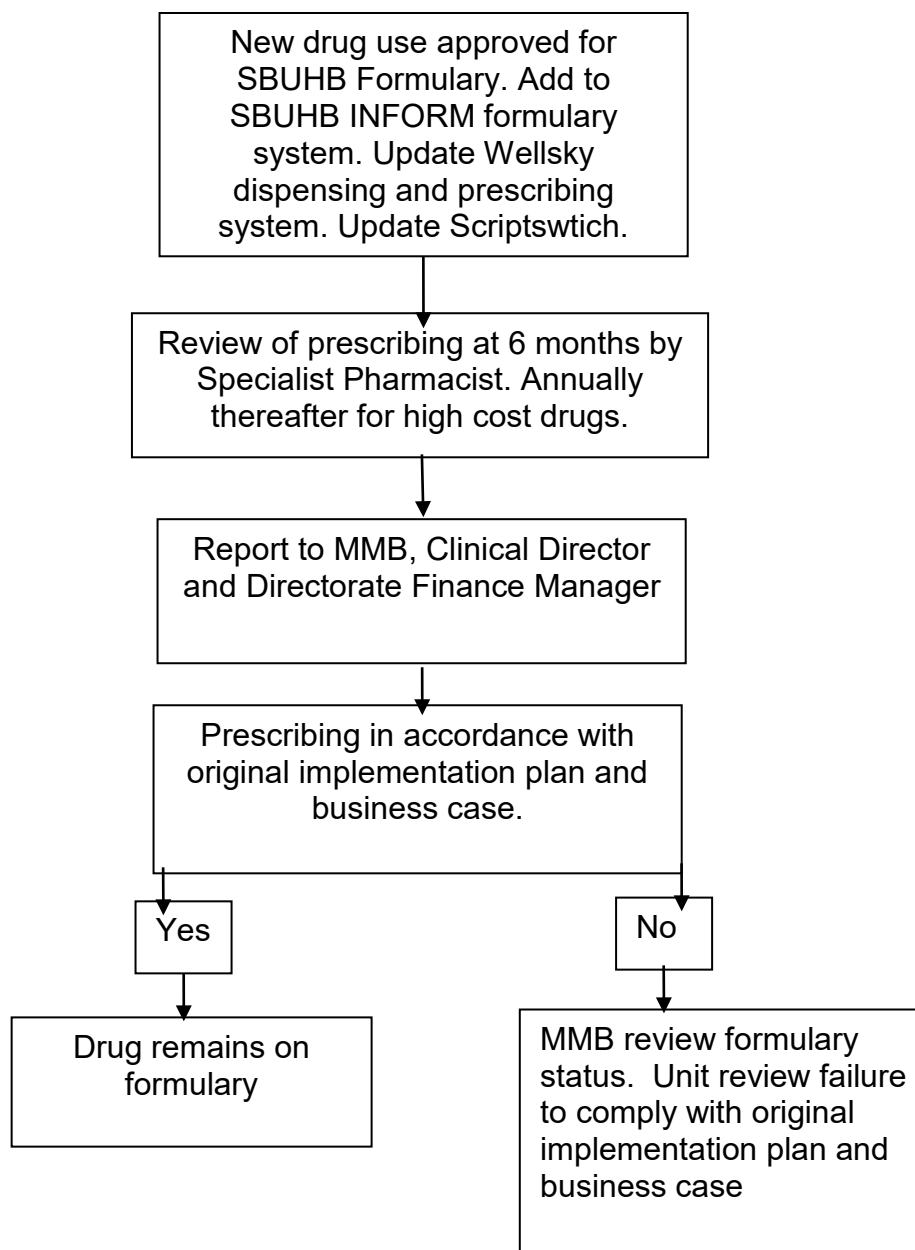 New drug use approved for
SBUHB Formulary. Add to
SBUHB INFORM formulary
system. Update Wellsky
dispensing and prescribing
system. Update Scriptswtich.
Review of prescribing at 6 months by
Specialist Pharmacist. Annually
thereafter for high cost drugs.
Report to MMB, Clinical Director
and Directorate Finance Manager
Prescribing in accordance with
original implementation plan and
business case.
Yes
No
Drug remains on
formulary
MMB review formulary
status. Unit review failure
to comply with original
implementation plan and
business case